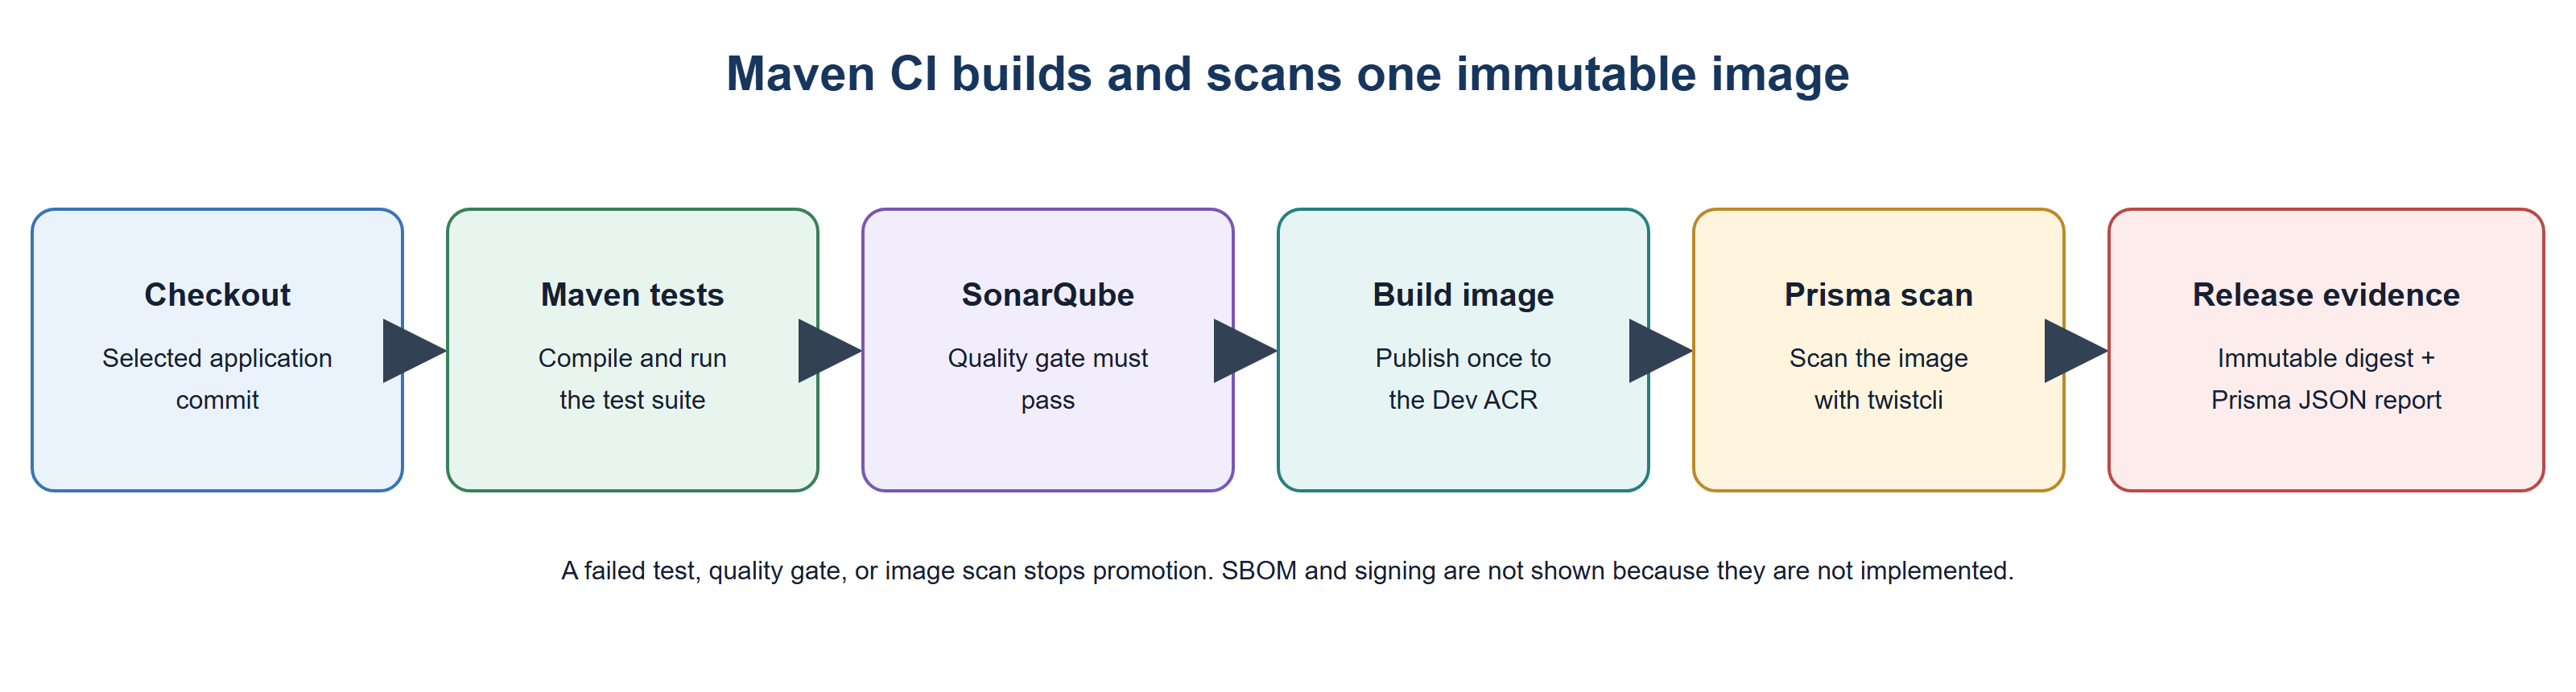 Maven CI builds and scans one immutable image
Checkout
Selected application
commit
Maven tests
Compile and run
the test suite
SonarQube
Quality gate must
pass
Build image
Publish once to
the Dev ACR
Prisma scan
Scan the image
with twistcli
Release evidence
Immutable digest +
Prisma JSON report
A failed test, quality gate, or image scan stops promotion. SBOM and signing are not shown because they are not implemented.